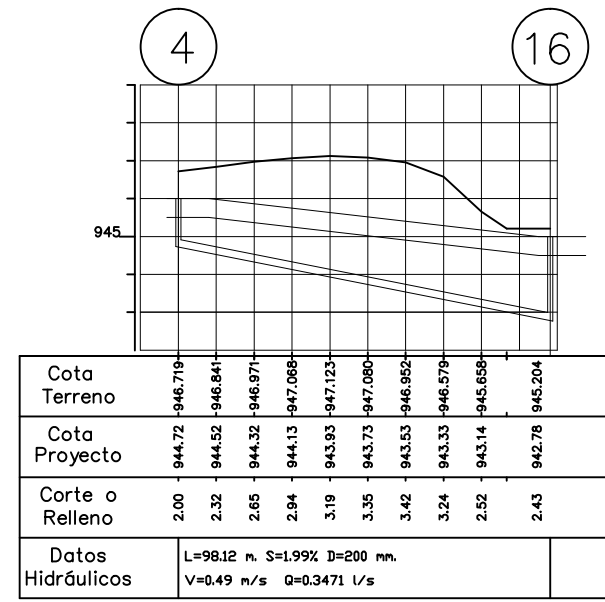 4
16
945
Cota
Terreno
946.719 946.841 946.971 947.068 947.123 947.080 946.952 946.579 945.658 945.204
Cota
Proyecto
944.72 944.52 944.32 944.13 943.93 943.73 943.53 943.33 943.14 942.78
Corte o
Relleno
2.00 2.32 2.65 2.94 3.19 3.35 3.42 3.24 2.52 2.43
Datos
Hidráulicos
L=98.12 m. S=1.99% D=200 mm.
V=0.49 m/s Q=0.3471 l/s